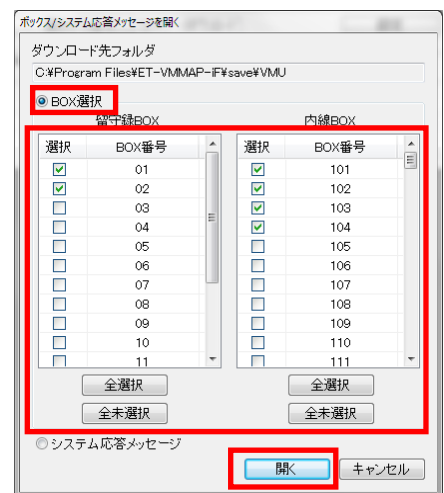 ボックス/システム応答メッセージを開く
ダウンロード先フォルダ
C:¥Program Files¥ET-VMMAP-iF¥save¥VMU
BOX選択
留守録BOX 内線BOX
選択 BOX番号 選択 BOX番号
01 101
02 102
03 103
04 104
05 105
06 106
07 107
08 108
09 109
10 110
11 111
全選択 全選択
全未選択 全未選択
システム応答メッセージ
開く キャンセル